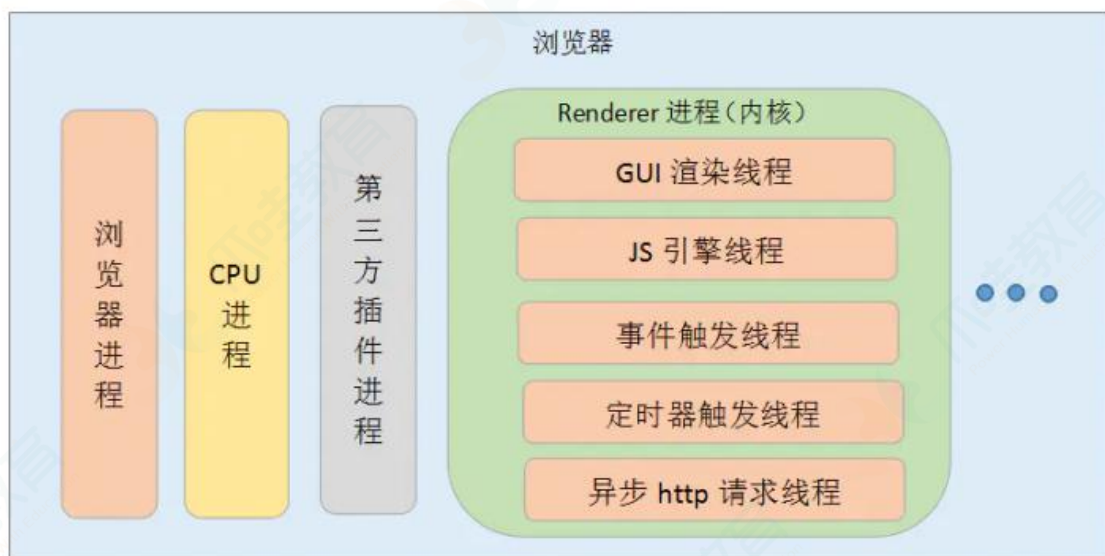 浏览器
浏览器进程
CPU
进程
第三方插件进程
Renderer 进程(内核)
GUI 渲染线程
JS 引擎线程
事件触发线程
定时器触发线程
异步 http 请求线程